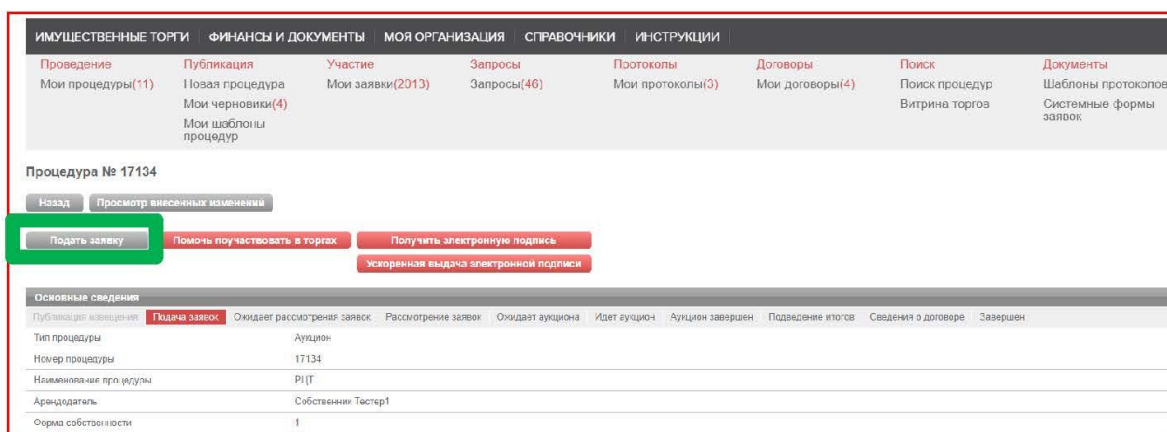 ИМУЩЕСТВЕННЫЕ ТОРГИ ФИНАНСЫ И ДОКУМЕНТЫ МОЯ ОРГАНИЗАЦИЯ СПРАВОЧНИКИ ИНСТРУКЦИИ
Проведение Публикация Участие Запросы Протоколы Договоры Поиск Документы
Мои процедуры(11) Новая процедура Мои заявки(2013) Запросы(46) Мои протоколы(3) Мои договоры(4) Поиск процедур Шаблоны протоколов
Мои черновики(4) Витрина торгов Системные формы
Мои шаблоны заявок
процедур
Процедура № 17134
Назад Просмотр внесенных изменений
Подать заявку Помочь поучаствовать в торгах Получить электронную подпись
Ускоренная выдача электронной подписи
Основные сведения
Публикация извещения Подача заявок Ожидает рассмотрения заявок Рассмотрение заявок Ожидает аукциона Идет аукцион Аукцион завершен Подведение итогов Сведения о договоре Завершен
Тип процедуры Аукцион
Номер процедуры 17134
Наименование процедуры РЦТ
Арендодатель Собственник Тестер1
Форма собственности 1